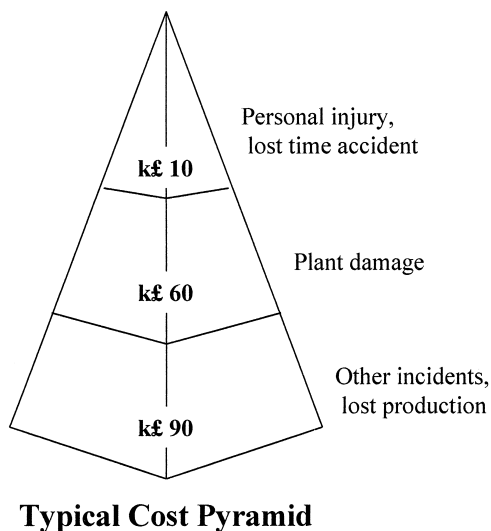 Personal injury,
lost time accident
k£ 10
Plant damage
k£ 60
Other incidents,
lost production
k£ 90
Typical Cost Pyramid